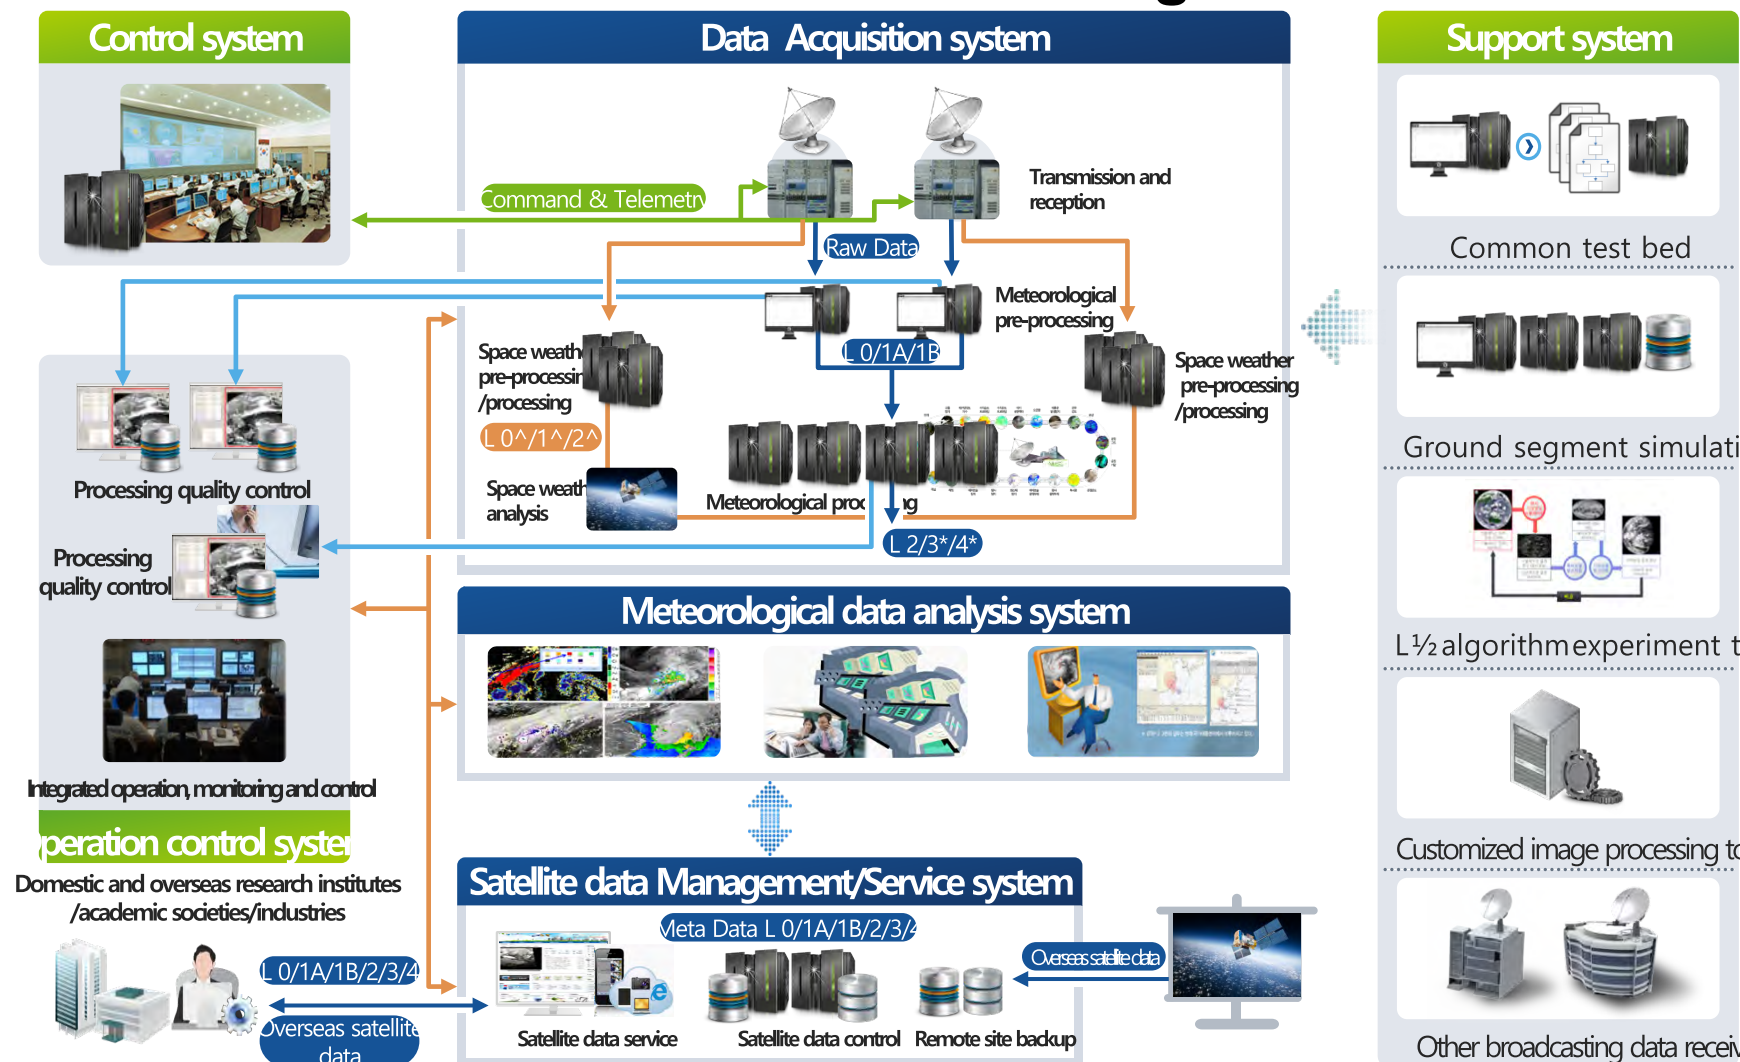 Control system
Data Acquisition system
Support system
Command & Telemetry
Transmission and
reception
Raw Data
Common test bed
Meteorological
pre-processing
Space weath
pre-processin
/processing
L 0/1A/1B
Space weather
pre-processing
/processing
L 0^/1^/2^
Ground segment simulati
Processing quality control
Space weath
analysis
Meteorological proc ng
L 2/3*/4*
Processing
quality control
Meteorological data analysis system
L½ algorithm experiment t
Integrated operation, monitoring and control
peration control system
Customized image processing to
Domestic and overseas research institutes
/academic societies/industries
Satellite data Management/Service system
Meta Data L 0/1A/1B/2/3/4
Overseas satellite data
L 0/1A/1B/2/3/4
Overseas satellite
data
Satellite data service
Satellite data control
Remote site backup
Other broadcasting data receiv